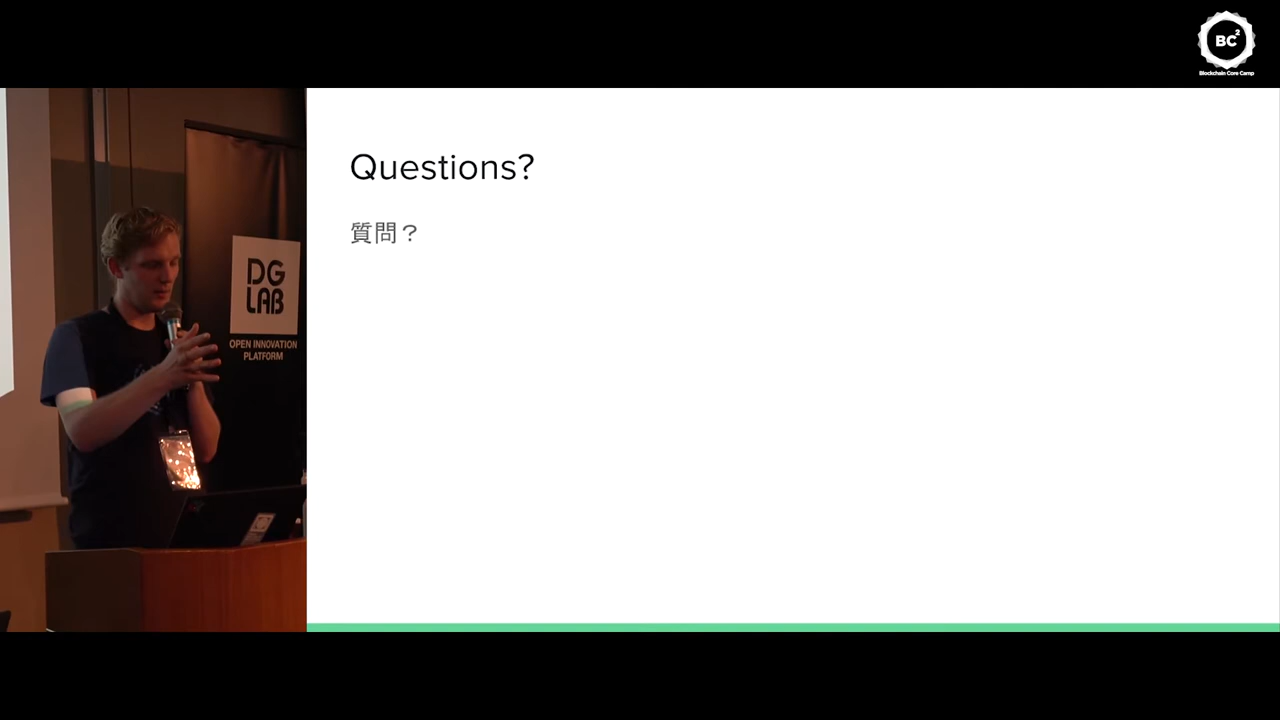 BC²
Blockchain Core Camp
Questions?
質問？
DG
LAB
OPEN INNOVATION
PLATFORM